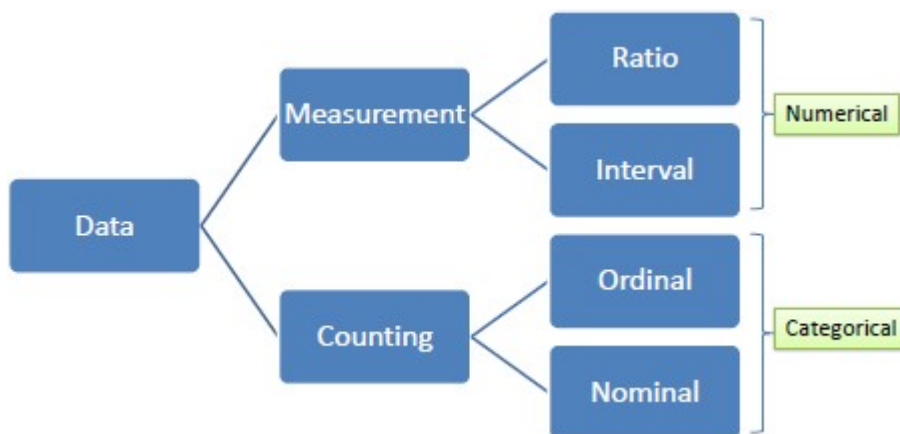 Data
Measurement
Counting
Ratio
Interval
Ordinal
Nominal
Numerical
Categorical